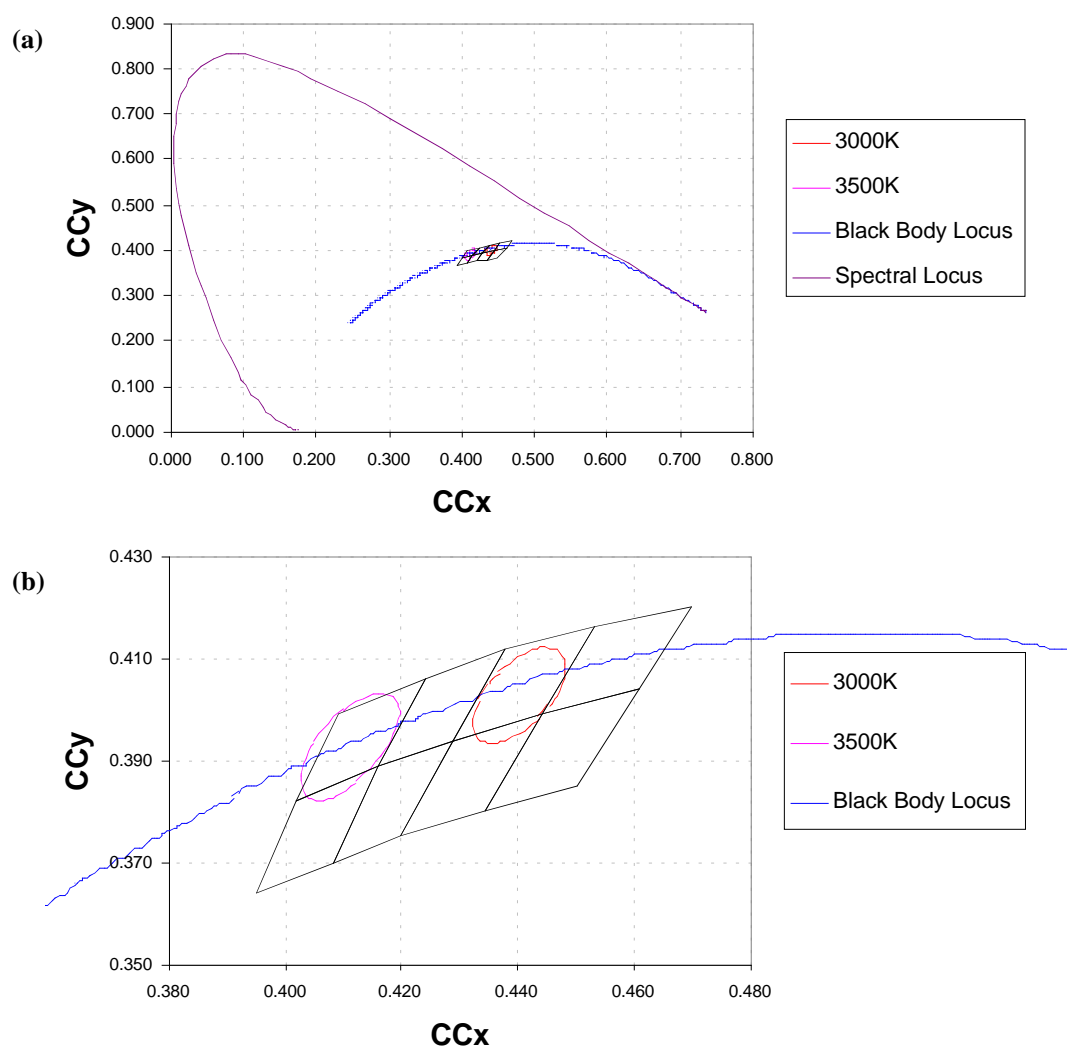 (a)
CCy
0.900
0.800
0.700
0.600
0.500
0.400
0.300
0.200
0.100
0.000
0.000 0.100 0.200 0.300 0.400 0.500 0.600 0.700 0.800
CCx
3000K
3500K
Black Body Locus
Spectral Locus
(b)
CCy
0.430
0.410
0.390
0.370
0.350
0.380 0.400 0.420 0.440 0.460 0.480
CCx
3000K
3500K
Black Body Locus